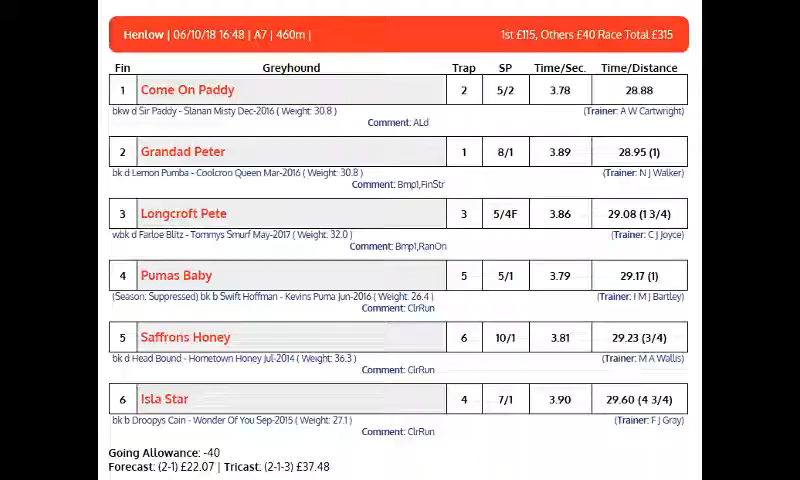 Henlow | 06/10/18 16:48 | A7 | 460m | 1st £115, Others £40 Race Total £315
Fin Greyhound Trap SP Time/Sec. Time/Distance
1 Come On Paddy 2 5/2 3.78 28.88
bkw d Sir Paddy - Slanan Misty Dec-2016 ( Weight: 30.8 ) (Trainer: A W Cartwright)
Comment: ALd
2 Grandad Peter 1 8/1 3.89 28.95 (1)
bk d Lemon Pumba - Coolcroo Queen Mar-2016 ( Weight: 30.8 ) (Trainer: N J Walker)
Comment: Bmp1,FinStr
3 Longcroft Pete 3 5/4F 3.86 29.08 (1 3/4)
wbk d Farloe Blitz - Tommys Smurf May-2017 ( Weight: 32.0 ) (Trainer: C J Joyce)
Comment: Bmp1,RanOn
4 Pumas Baby 5 5/1 3.79 29.17 (1)
(Season: Suppressed) bk b Swift Hoffman - Kevins Puma Jun-2016 ( Weight: 26.4 ) (Trainer: I M J Bartley)
Comment: ClrRun
5 Saffrons Honey 6 10/1 3.81 29.23 (3/4)
bk d Head Bound - Hometown Honey Jul-2014 ( Weight: 36.3 ) (Trainer: M A Wallis)
Comment: ClrRun
6 Isla Star 4 7/1 3.90 29.60 (4 3/4)
bk b Droopys Cain - Wonder Of You Sep-2015 ( Weight: 27.1 ) (Trainer: F J Gray)
Comment: ClrRun
Going Allowance: -40
Forecast: (2-1) £22.07 | Tricast: (2-1-3) £37.48